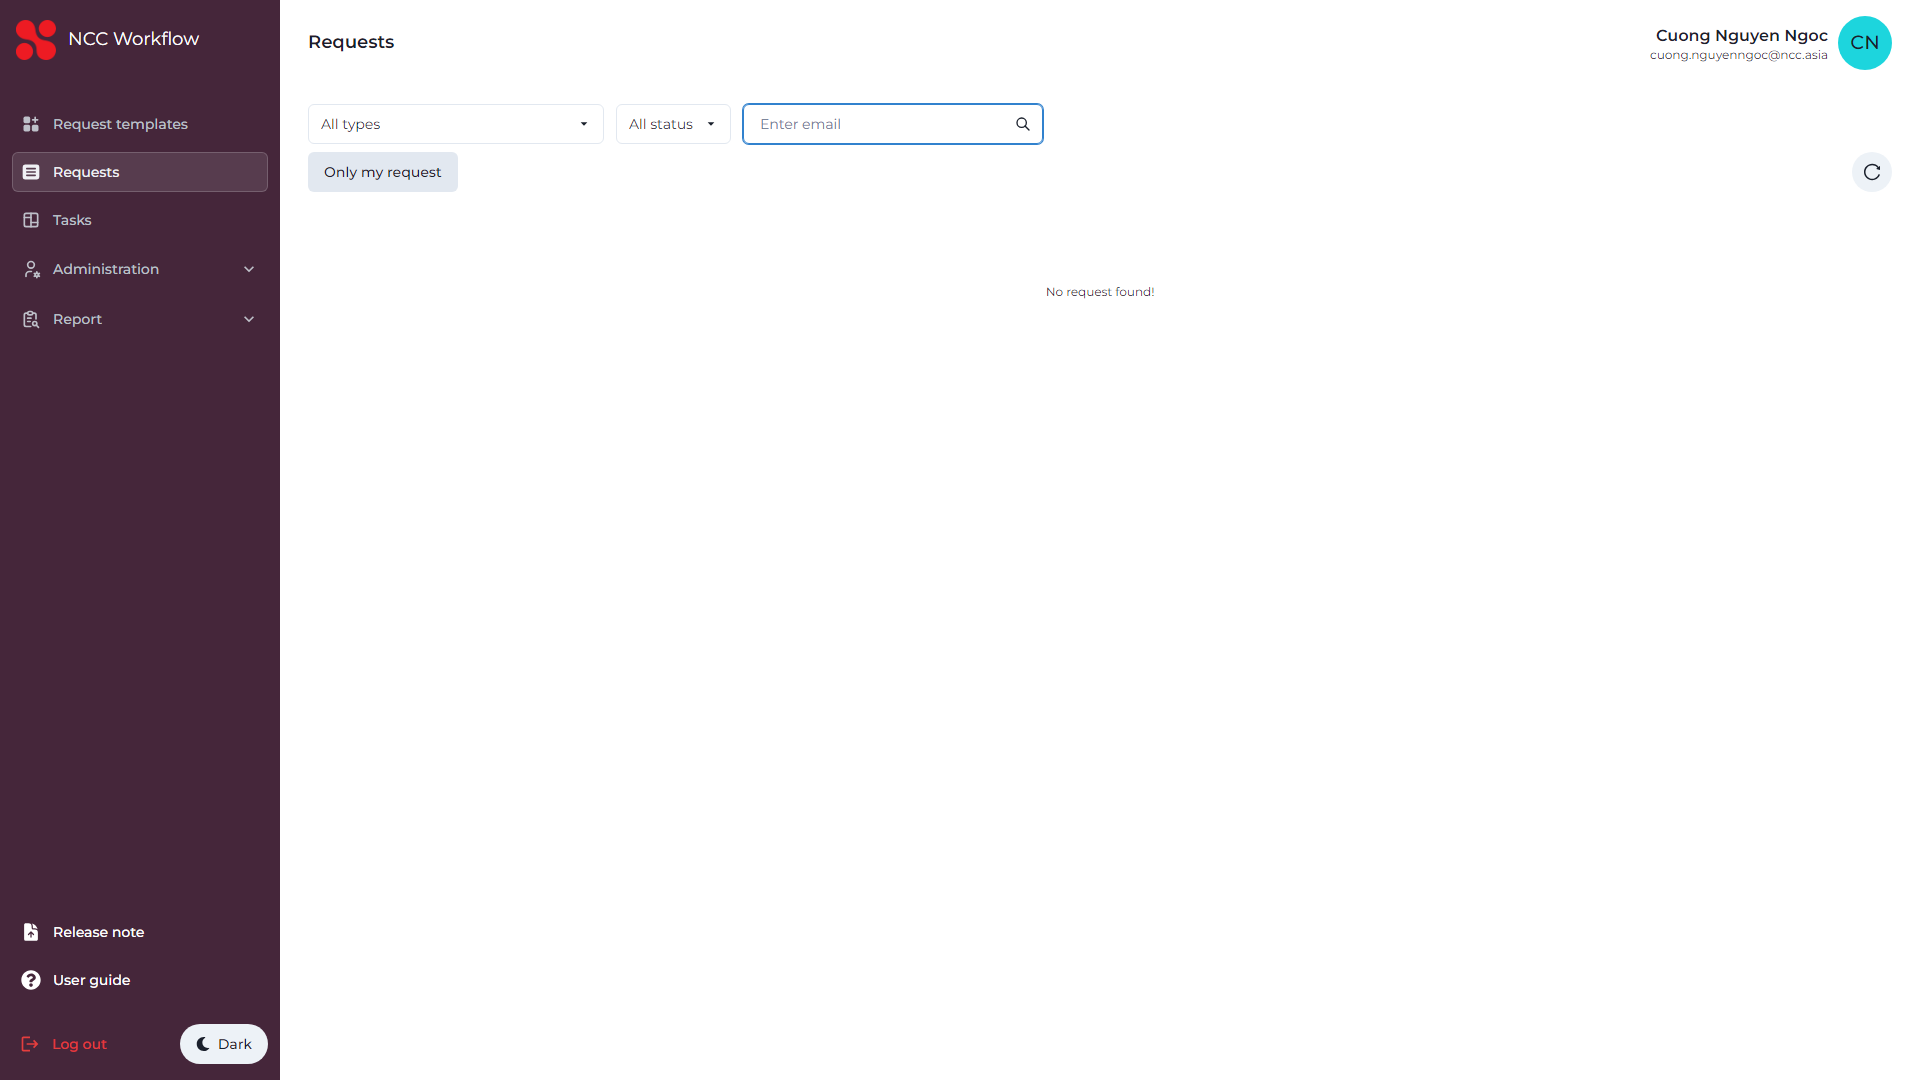 NCC Workflow
Request templates
Requests
Tasks
Administration
Report
Release note
User guide
Log out
Dark
Requests
Cuong Nguyen Ngoc
cuong.nguyenngoc@ncc.asia
CN
All types
All status
Enter email
Only my request
No request found!